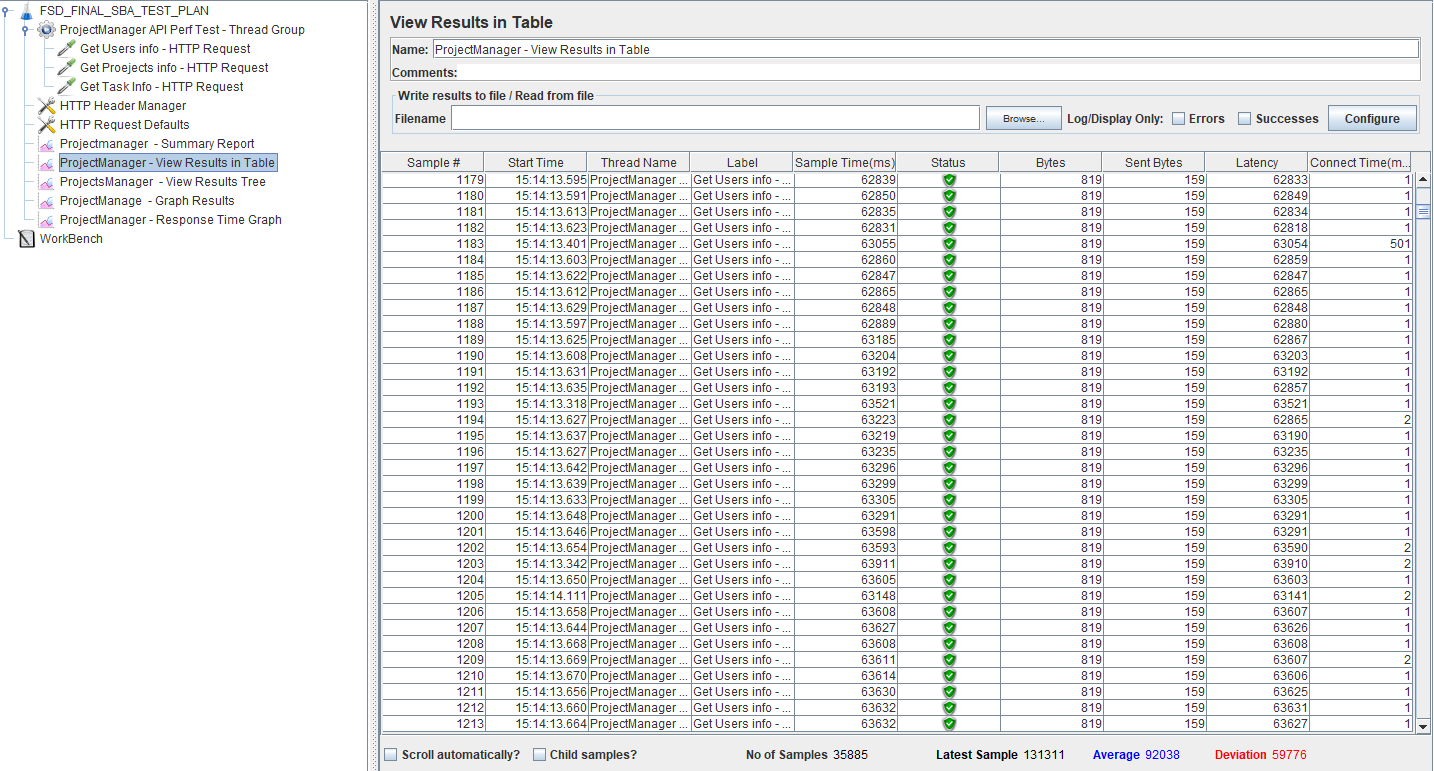 FSD_FINAL_SBA_TEST_PLAN
ProjectManager API Perf Test - Thread Group
Get Users info - HTTP Request
Get Proejects info - HTTP Request
Get Task Info - HTTP Request
HTTP Header Manager
HTTP Request Defaults
Projectmanager - Summary Report
ProjectManager - View Results in Table
ProjectsManager - View Results Tree
ProjectManage - Graph Results
ProjectManager - Response Time Graph
WorkBench
View Results in Table
Name: ProjectManager - View Results in Table
Comments:
Write results to file / Read from file
Filename Browse... Log/Display Only: Errors Successes Configure
Sample # Start Time Thread Name Label Sample Time(ms) Status Bytes Sent Bytes Latency Connect Time(m...
1179 15:14:13.595 ProjectManager ... Get Users info - ... 62839 819 159 62833 1
1180 15:14:13.591 ProjectManager ... Get Users info - ... 62850 819 159 62849 1
1181 15:14:13.613 ProjectManager ... Get Users info - ... 62835 819 159 62834 1
1182 15:14:13.623 ProjectManager ... Get Users info - ... 62831 819 159 62818 1
1183 15:14:13.401 ProjectManager ... Get Users info - ... 63055 819 159 63054 501
1184 15:14:13.603 ProjectManager ... Get Users info - ... 62860 819 159 62859 1
1185 15:14:13.622 ProjectManager ... Get Users info - ... 62847 819 159 62847 1
1186 15:14:13.612 ProjectManager ... Get Users info - ... 62865 819 159 62865 1
1187 15:14:13.629 ProjectManager ... Get Users info - ... 62848 819 159 62848 1
1188 15:14:13.597 ProjectManager ... Get Users info - ... 62889 819 159 62880 1
1189 15:14:13.625 ProjectManager ... Get Users info - ... 63185 819 159 62867 1
1190 15:14:13.608 ProjectManager ... Get Users info - ... 63204 819 159 63203 1
1191 15:14:13.631 ProjectManager ... Get Users info - ... 63192 819 159 63192 1
1192 15:14:13.635 ProjectManager ... Get Users info - ... 63193 819 159 62857 1
1193 15:14:13.318 ProjectManager ... Get Users info - ... 63521 819 159 63521 1
1194 15:14:13.627 ProjectManager ... Get Users info - ... 63223 819 159 62865 2
1195 15:14:13.637 ProjectManager ... Get Users info - ... 63219 819 159 63190 1
1196 15:14:13.627 ProjectManager ... Get Users info - ... 63235 819 159 63235 1
1197 15:14:13.642 ProjectManager ... Get Users info - ... 63296 819 159 63296 1
1198 15:14:13.639 ProjectManager ... Get Users info - ... 63299 819 159 63299 1
1199 15:14:13.633 ProjectManager ... Get Users info - ... 63305 819 159 63305 1
1200 15:14:13.648 ProjectManager ... Get Users info - ... 63291 819 159 63291 1
1201 15:14:13.646 ProjectManager ... Get Users info - ... 63598 819 159 63291 1
1202 15:14:13.654 ProjectManager ... Get Users info - ... 63593 819 159 63590 2
1203 15:14:13.342 ProjectManager ... Get Users info - ... 63911 819 159 63910 2
1204 15:14:13.650 ProjectManager ... Get Users info - ... 63605 819 159 63603 1
1205 15:14:14.111 ProjectManager ... Get Users info - ... 63148 819 159 63141 2
1206 15:14:13.658 ProjectManager ... Get Users info - ... 63608 819 159 63607 1
1207 15:14:13.644 ProjectManager ... Get Users info - ... 63627 819 159 63626 1
1208 15:14:13.668 ProjectManager ... Get Users info - ... 63608 819 159 63608 1
1209 15:14:13.669 ProjectManager ... Get Users info - ... 63611 819 159 63607 2
1210 15:14:13.670 ProjectManager ... Get Users info - ... 63614 819 159 63606 1
1211 15:14:13.656 ProjectManager ... Get Users info - ... 63630 819 159 63625 1
1212 15:14:13.660 ProjectManager ... Get Users info - ... 63632 819 159 63631 1
1213 15:14:13.664 ProjectManager ... Get Users info - ... 63632 819 159 63627 1
Scroll automatically? Child samples? No of Samples 35885 Latest Sample 131311 Average 92038 Deviation 59776